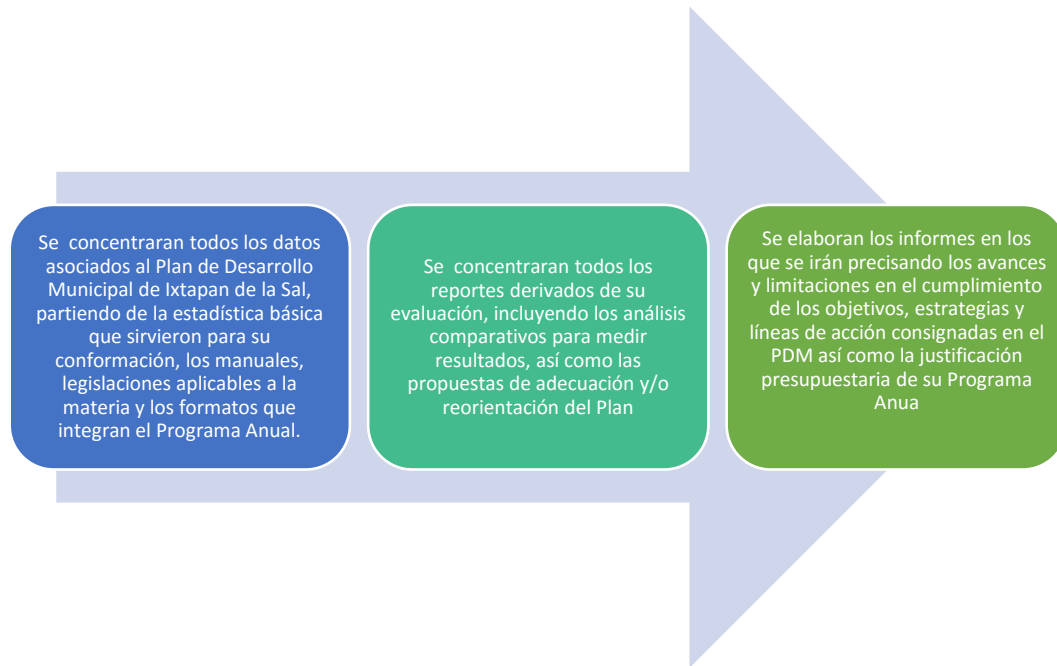 Se concentraran todos los datos
asociados al Plan de Desarrollo
Municipal de Ixtapan de la Sal,
partiendo de la estadística básica
que sirvieron para su
conformación, los manuales,
legislaciones aplicables a la
materia y los formatos que
integran el Programa Anual.
Se concentraran todos los
reportes derivados de su
evaluación, incluyendo los análisis
comparativos para medir
resultados, así como las
propuestas de adecuación y/o
reorientación del Plan
Se elaboran los informes en los
que se irán precisando los avances
y limitaciones en el cumplimiento
de los objetivos, estrategias y
líneas de acción consignadas en el
PDM así como la justificación
presupuestaria de su Programa
Anua